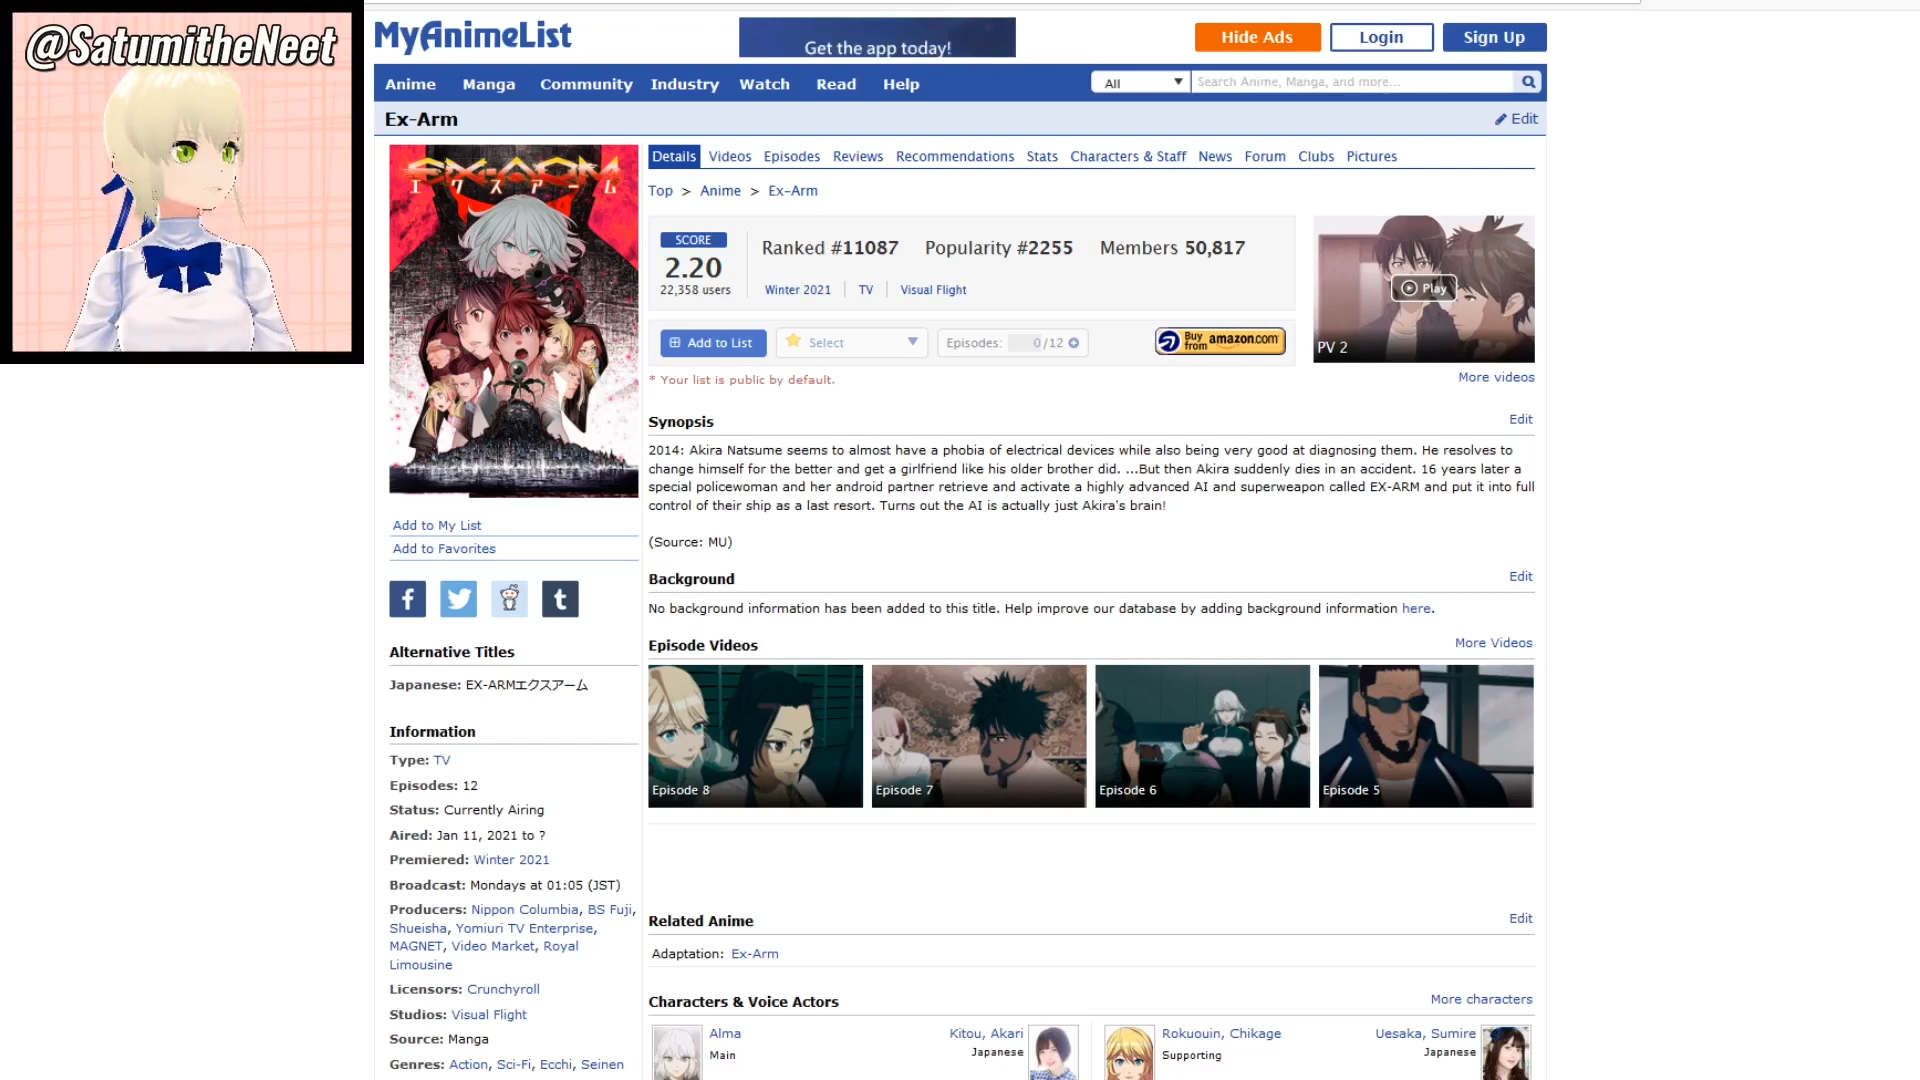 @SatumitheNeet
MyAnimeList
Get the app today!
Hide Ads
Login
Sign Up
Anime
Manga
Community
Industry
Watch
Read
Help
All
Search Anime, Manga, and more...
Ex-Arm
Edit
EX-ARM
エクスアーム
Details
Videos
Episodes
Reviews
Recommendations
Stats
Characters & Staff
News
Forum
Clubs
Pictures
Top > Anime > Ex-Arm
SCORE
2.20
22,358 users
Ranked #11087
Popularity #2255
Members 50,817
Winter 2021
TV
Visual Flight
Add to List
Select
Episodes: 0/12
Buy from amazon.com
Play
PV 2
* Your list is public by default.
More videos
Synopsis
Edit
2014: Akira Natsume seems to almost have a phobia of electrical devices while also being very good at diagnosing them. He resolves to
change himself for the better and get a girlfriend like his older brother did. ...But then Akira suddenly dies in an accident. 16 years later a
special policewoman and her android partner retrieve and activate a highly advanced AI and superweapon called EX-ARM and put it into full
control of their ship as a last resort. Turns out the AI is actually just Akira's brain!
(Source: MU)
Background
Edit
No background information has been added to this title. Help improve our database by adding background information here.
Episode Videos
More Videos
Episode 8
Episode 7
Episode 6
Episode 5
Related Anime
Edit
Adaptation: Ex-Arm
Characters & Voice Actors
More characters
Alma
Main
Kitou, Akari
Japanese
Rokuouin, Chikage
Supporting
Uesaka, Sumire
Japanese
Add to My List
Add to Favorites
f
t
Alternative Titles
Japanese: EX-ARMエクスアーム
Information
Type: TV
Episodes: 12
Status: Currently Airing
Aired: Jan 11, 2021 to ?
Premiered: Winter 2021
Broadcast: Mondays at 01:05 (JST)
Producers: Nippon Columbia, BS Fuji,
Shueisha, Yomiuri TV Enterprise,
MAGNET, Video Market, Royal
Limousine
Licensors: Crunchyroll
Studios: Visual Flight
Source: Manga
Genres: Action, Sci-Fi, Ecchi, Seinen